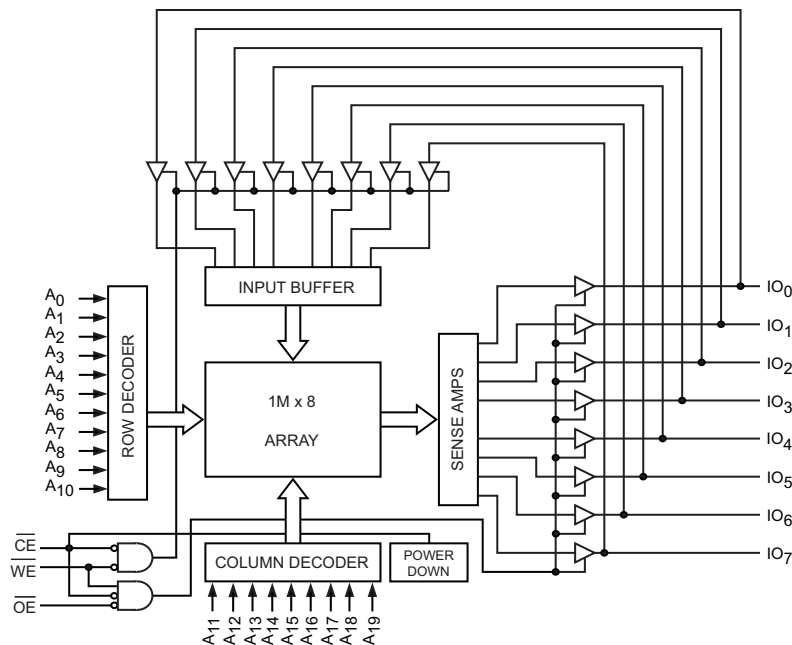 INPUT BUFFER
A0
A1
A2
A3
A4
A5
A6
A7
A8
A9
A10
ROW DECODER
1M x 8
ARRAY
SENSE AMPS
IO0
IO1
IO2
IO3
IO4
IO5
IO6
IO7
CE
WE
OE
COLUMN DECODER
POWER
DOWN
A11
A12
A13
A14
A15
A16
A17
A18
A19